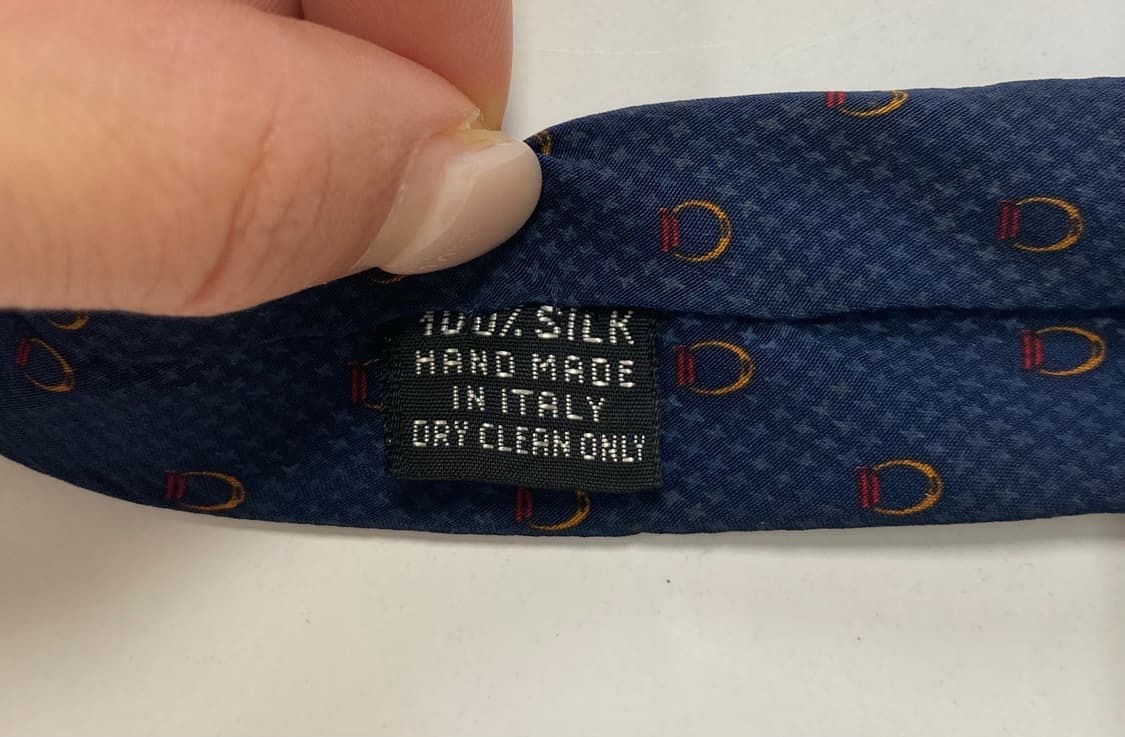 100% SILK
HAND MADE
IN ITALY
DRY CLEAN ONLY